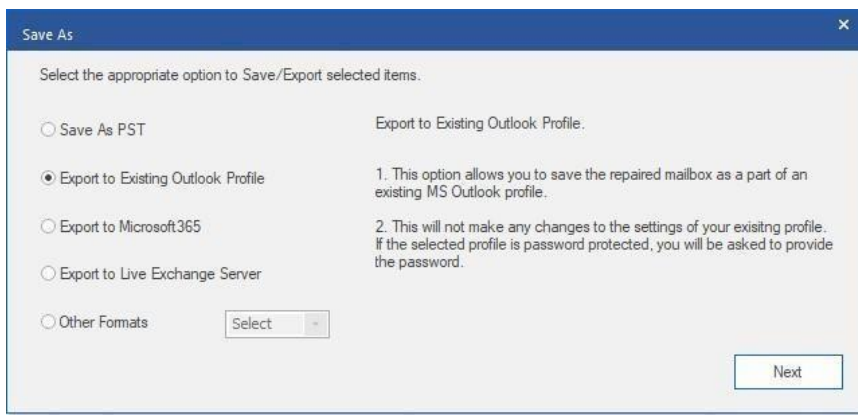 Save As
×
Select the appropriate option to Save/Export selected items.
Save As PST
Export to Existing Outlook Profile
Export to Microsoft365
Export to Live Exchange Server
Other Formats
Select
Export to Existing Outlook Profile.
1. This option allows you to save the repaired mailbox as a part of an
existing MS Outlook profile.
2. This will not make any changes to the settings of your exisitng profile.
If the selected profile is password protected, you will be asked to provide
the password.
Next